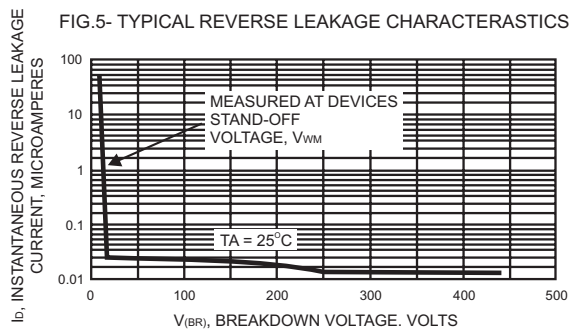 FIG.5- TYPICAL REVERSE LEAKAGE CHARACTERASTICS
ID, INSTANTANEOUS REVERSE LEAKAGE
CURRENT, MICROAMPERES
100
10
1
0.1
0.01
MEASURED AT DEVICES
STAND-OFF
VOLTAGE, VWM
TA = 25°C
0
100
200
300
400
500
V(BR), BREAKDOWN VOLTAGE. VOLTS